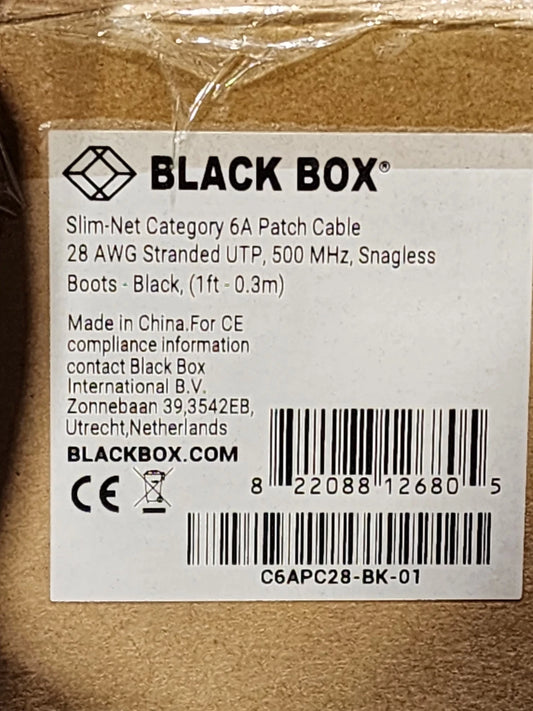 BLACK BOX®
Slim-Net Category 6A Patch Cable
28 AWG Stranded UTP, 500 MHz, Snagless
Boots - Black, (1ft - 0.3m)
Made in China.For CE
compliance information
contact Black Box
International B.V.
Zonnebaan 39,3542EB,
Utrecht,Netherlands
BLACKBOX.COM
CE
8 22088 12680 5
C6APC28-BK-01